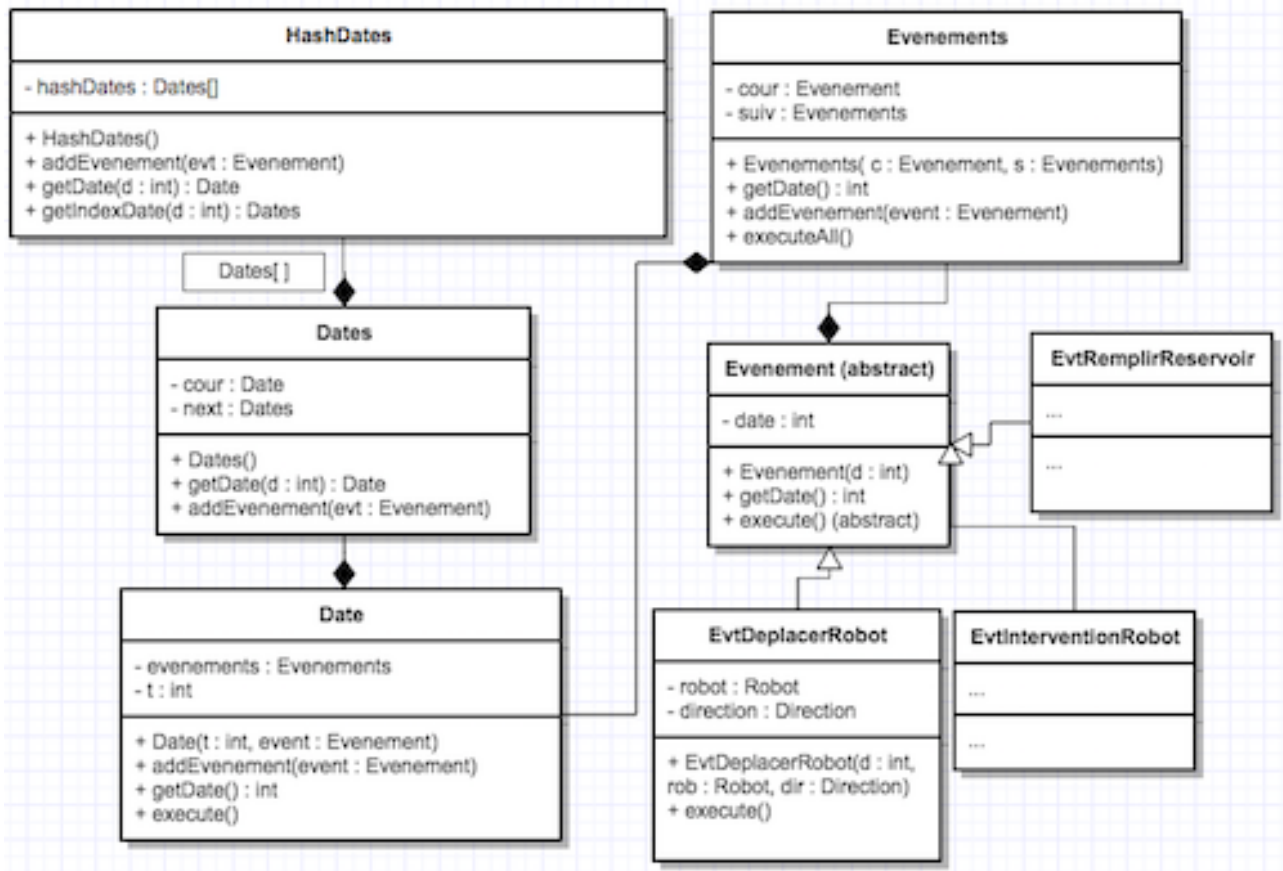 HashDates
- hashDates : Dates[]
+ HashDates()
+ addEvenement(evt : Evenement)
+ getDate(d : int) : Date
+ getIndexDate(d : int) : Dates
Dates[ ]
Dates
- cour : Date
- next : Dates
+ Dates()
+ getDate(d : int) : Date
+ addEvenement(evt : Evenement)
Date
- evenements : Evenements
- t : int
+ Date(t : int, event : Evenement)
+ addEvenement(event : Evenement)
+ getDate() : int
+ execute()
Evenements
- cour : Evenement
- suiv : Evenements
+ Evenements( c : Evenement, s : Evenements)
+ getDate() : int
+ addEvenement(event : Evenement)
+ executeAll()
Evenement (abstract)
- date : int
+ Evenement(d : int)
+ getDate() : int
+ execute() (abstract)
EvtRemplirReservoir
...
...
EvtDeplacerRobot
- robot : Robot
- direction : Direction
+ EvtDeplacerRobot(d : int,
rob : Robot, dir : Direction)
+ execute()
EvtInterventionRobot
...
...